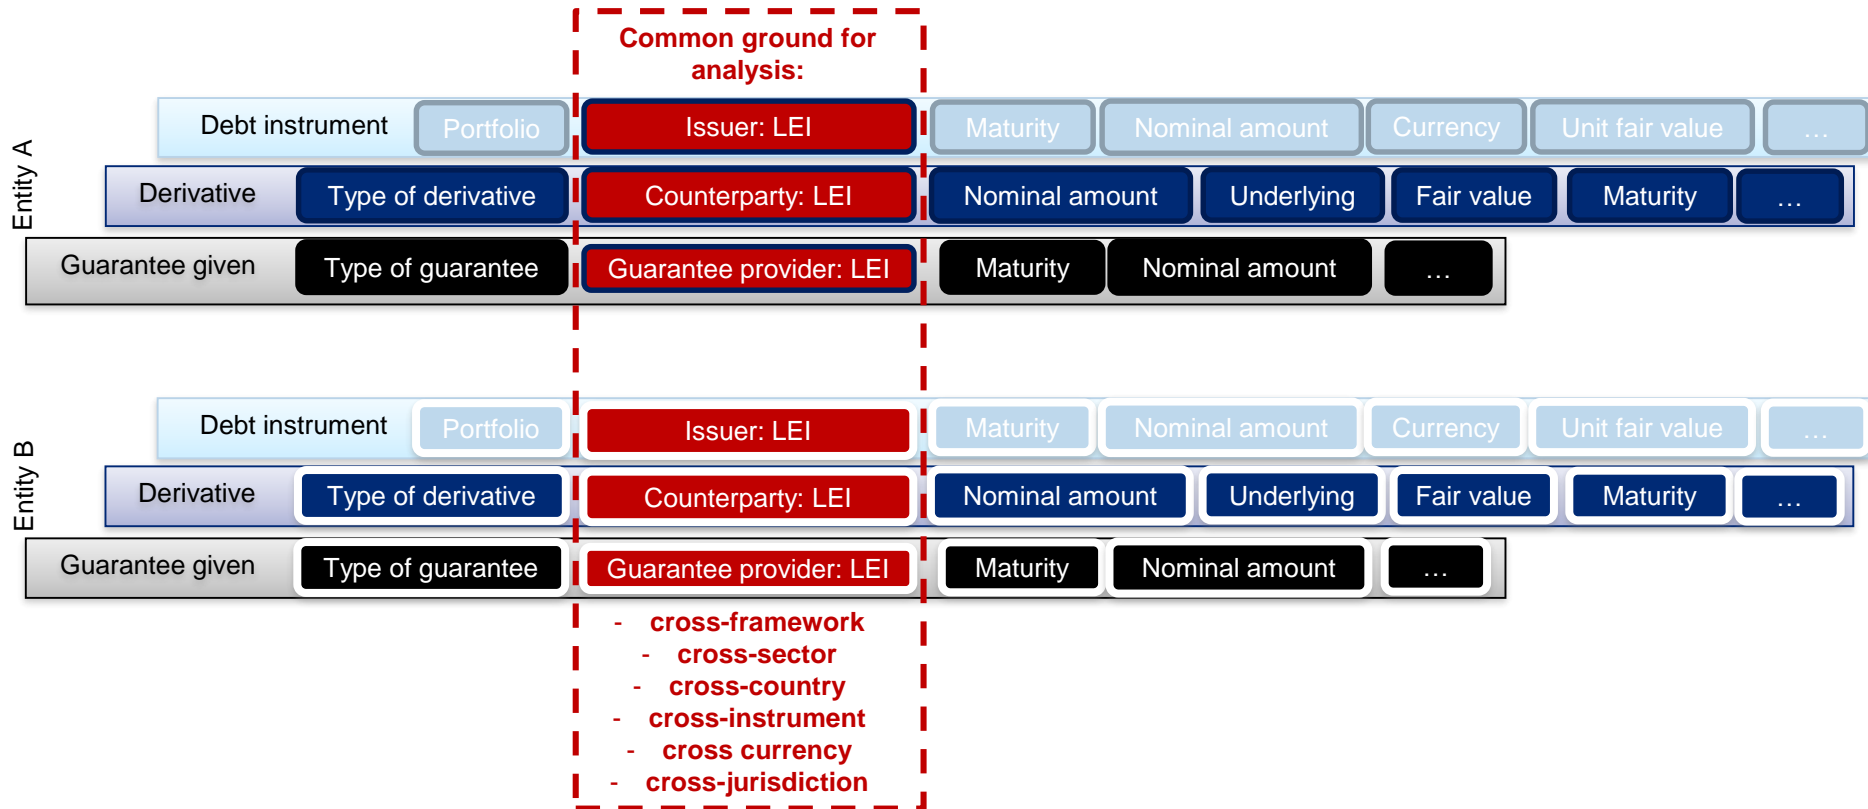 Common ground for
analysis:
Entity A
Debt instrument Portfolio Issuer: LEI Maturity Nominal amount Currency Unit fair value ...
Derivative Type of derivative Counterparty: LEI Nominal amount Underlying Fair value Maturity ...
Guarantee given Type of guarantee Guarantee provider: LEI Maturity Nominal amount ...
Entity B
Debt instrument Portfolio Issuer: LEI Maturity Nominal amount Currency Unit fair value ...
Derivative Type of derivative Counterparty: LEI Nominal amount Underlying Fair value Maturity ...
Guarantee given Type of guarantee Guarantee provider: LEI Maturity Nominal amount ...
- cross-framework
- cross-sector
- cross-country
- cross-instrument
- cross currency
- cross-jurisdiction